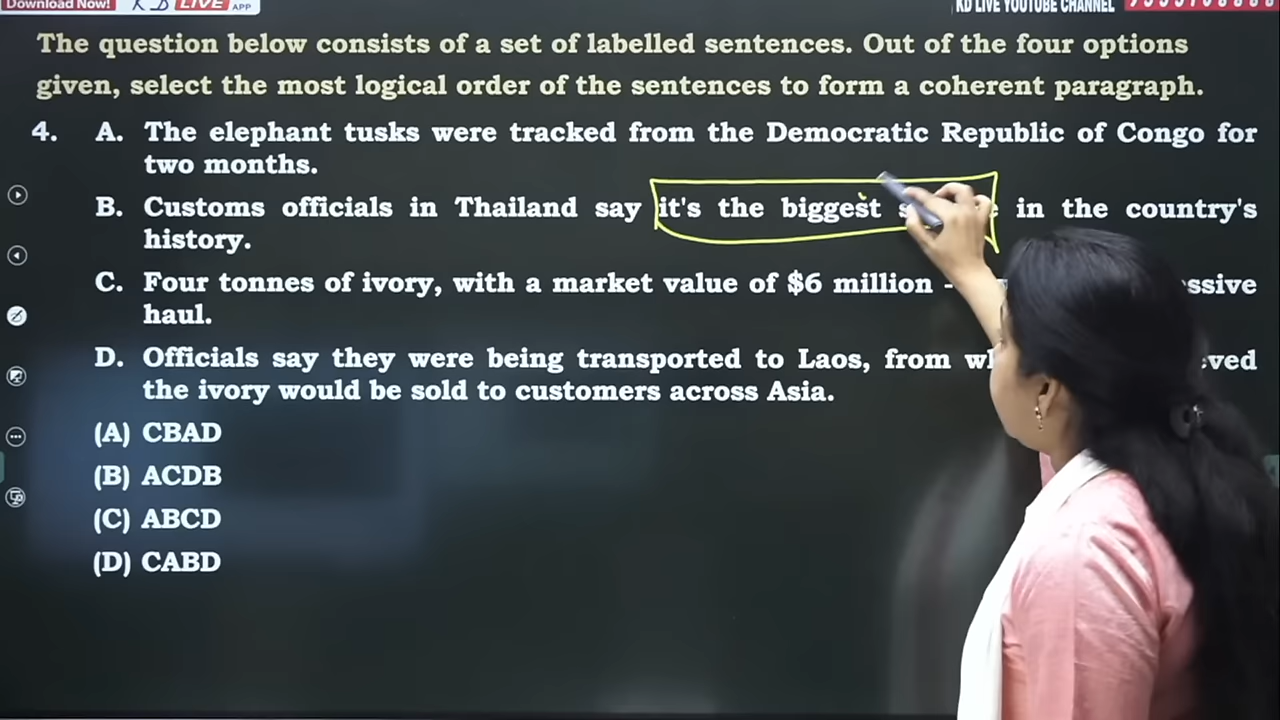 Download Now! KD LIVE APP
KD LIVE YOUTUBE CHANNEL
The question below consists of a set of labelled sentences. Out of the four options
given, select the most logical order of the sentences to form a coherent paragraph.
4. A. The elephant tusks were tracked from the Democratic Republic of Congo for
two months.
B. Customs officials in Thailand say it's the biggest in the country's
history.
C. Four tonnes of ivory, with a market value of $6 million -
haul.
D. Officials say they were being transported to Laos, from
the ivory would be sold to customers across Asia.
(A) CBAD
(B) ACDB
(C) ABCD
(D) CABD